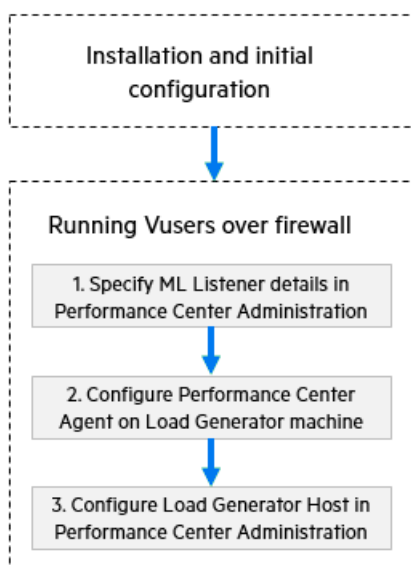 Installation and initial
configuration
Running Vusers over firewall
1. Specify MI Listener details in
Performance Center Administration
2. Configure Performance Center
Agent on Load Generator machine
3. Configure Load Generator Host in
Performance Center Administration